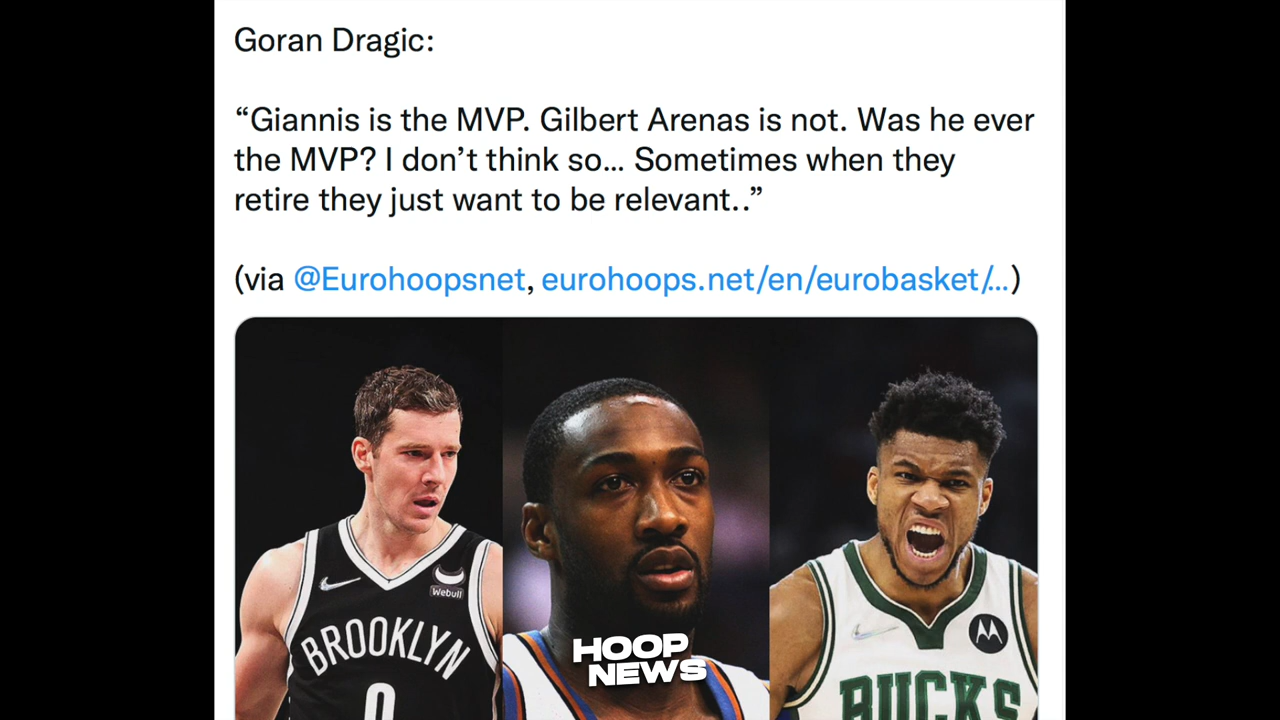 Goran Dragic:
“Giannis is the MVP. Gilbert Arenas is not. Was he ever
the MVP? I don’t think so... Sometimes when they
retire they just want to be relevant..”
(via @Eurohoopsnet, eurohoops.net/en/eurobasket/...)
Webull
BROOKLYN
HOOP
NEWS
BUCKS